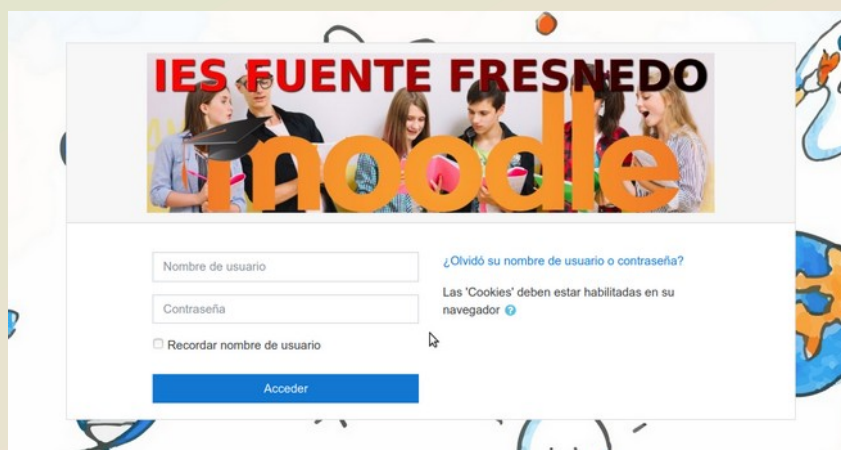 IES FUENTE FRESNEDO
moodle
Nombre de usuario
¿Olvidó su nombre de usuario o contraseña?
Contraseña
Las 'Cookies' deben estar habilitadas en su
navegador
Recordar nombre de usuario
Acceder